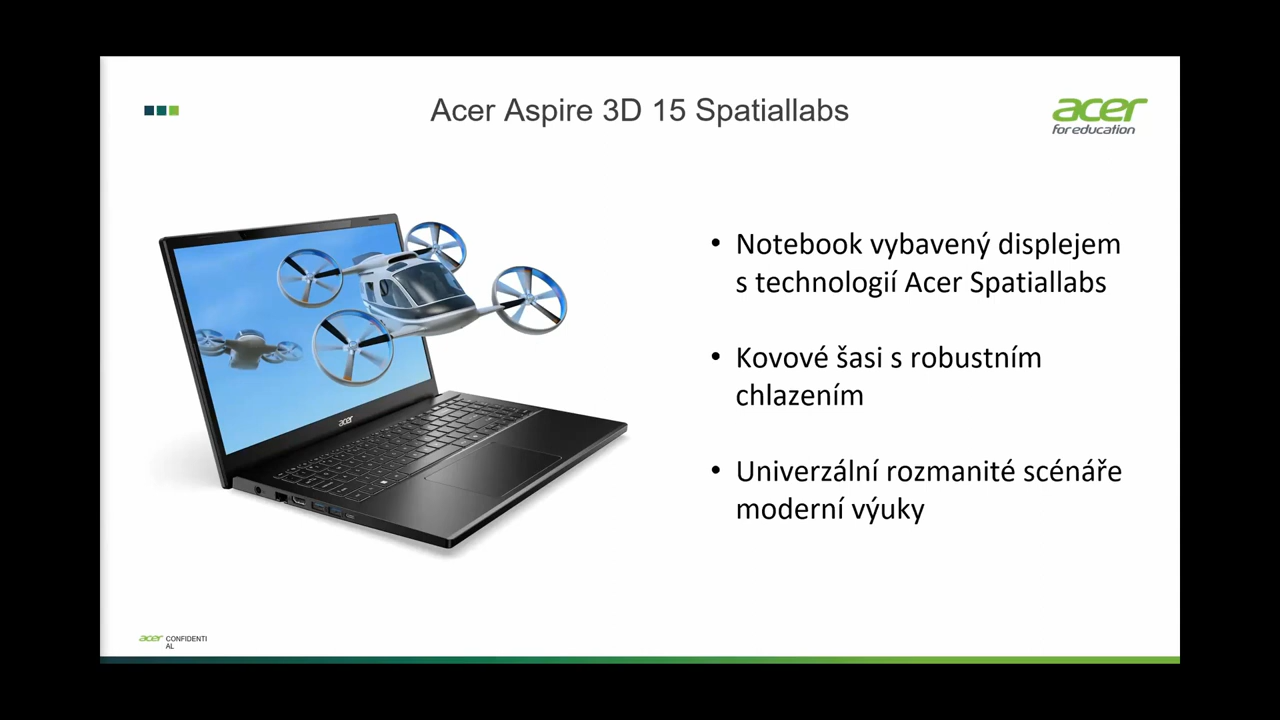 Acer Aspire 3D 15 Spatiallabs
acer
for education
• Notebook vybavený displejem
s technologií Acer Spatiallabs
• Kovové šasi s robustním
chlazením
• Univerzální rozmanité scénáře
moderní výuky
acer
acer CONFIDENTI
AL